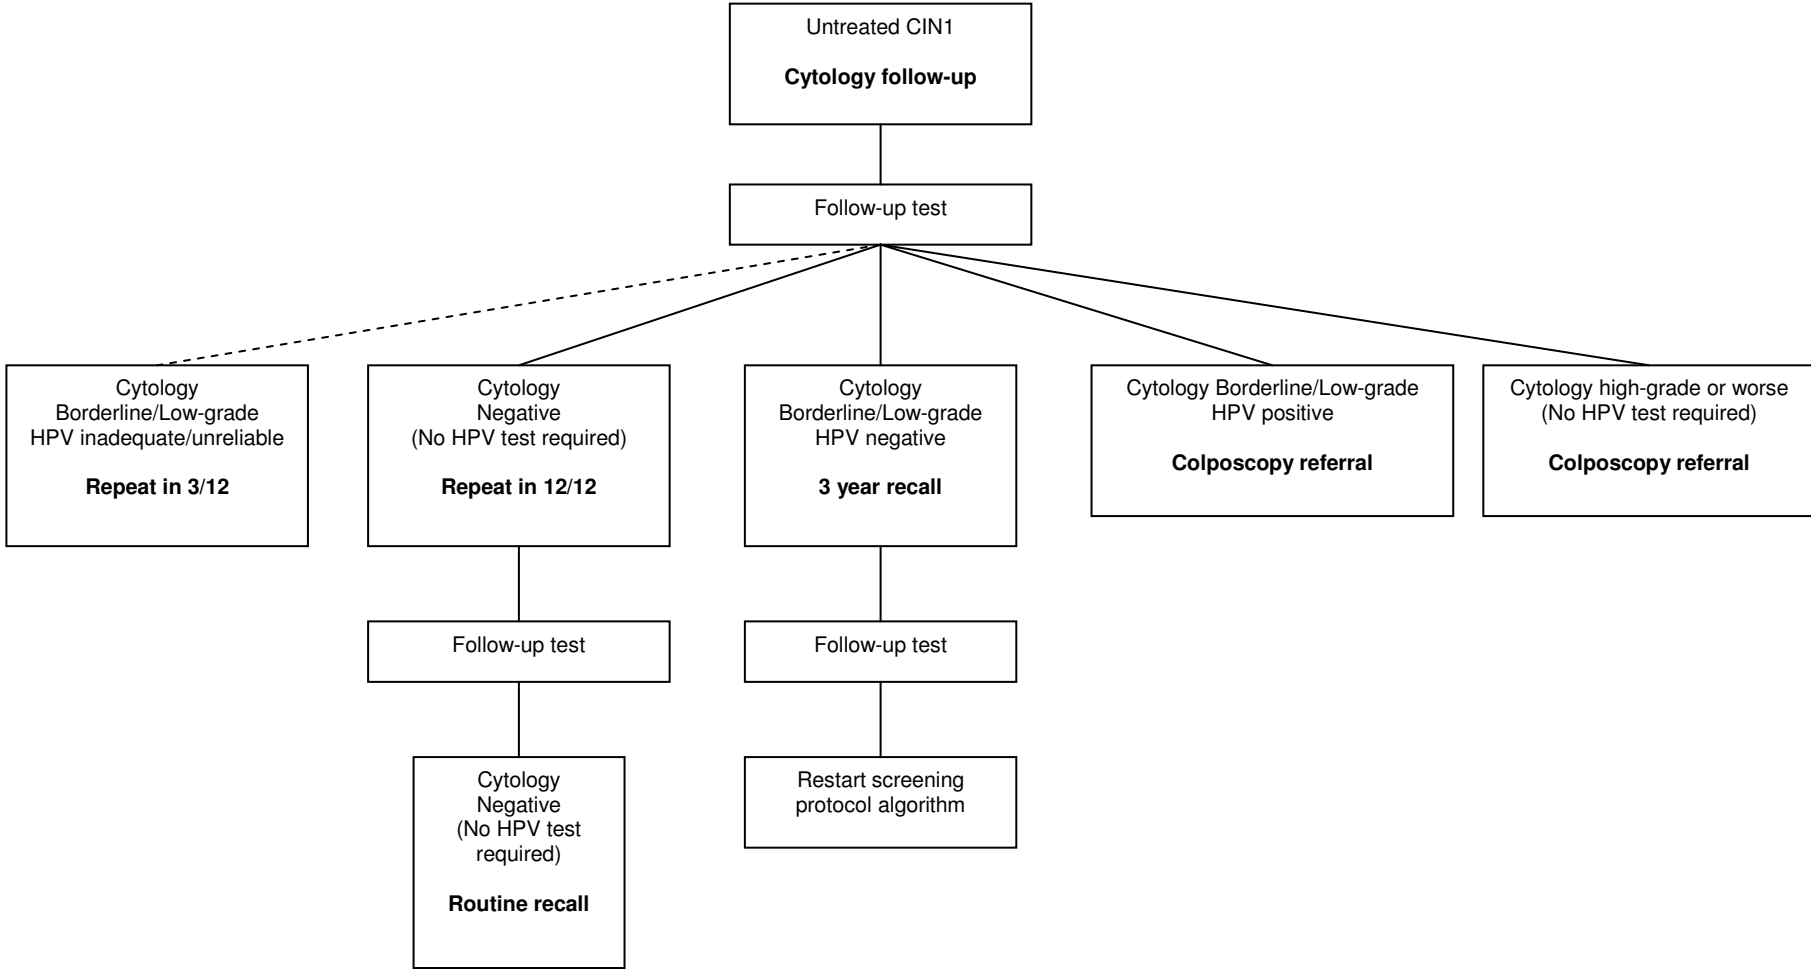 Untreated CIN1
Cytology follow-up
Follow-up test
Cytology
Borderline/Low-grade
HPV inadequate/unreliable
Repeat in 3/12
Cytology
Negative
(No HPV test required)
Repeat in 12/12
Cytology
Borderline/Low-grade
HPV negative
3 year recall
Cytology Borderline/Low-grade
HPV positive
Colposcopy referral
Cytology high-grade or worse
(No HPV test required)
Colposcopy referral
Follow-up test
Follow-up test
Cytology
Negative
(No HPV test
required)
Routine recall
Restart screening
protocol algorithm